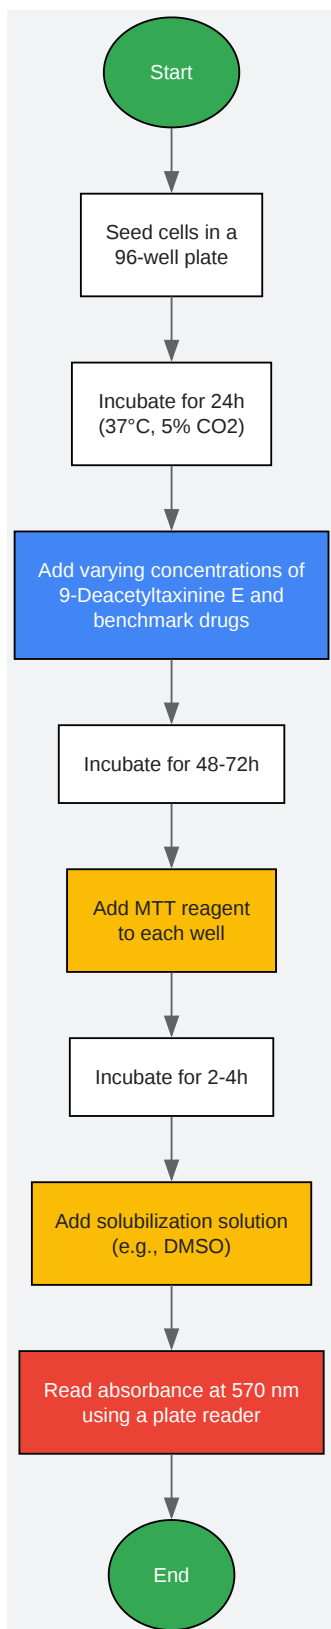 Start
Seed cells in a
96-well plate
Incubate for 24h
(37°C, 5% CO2)
Add varying concentrations of
9-Deacetyltaxinine E and
benchmark drugs
Incubate for 48-72h
Add MTT reagent
to each well
Incubate for 2-4h
Add solubilization solution
(e.g., DMSO)
Read absorbance at 570 nm
using a plate reader
End